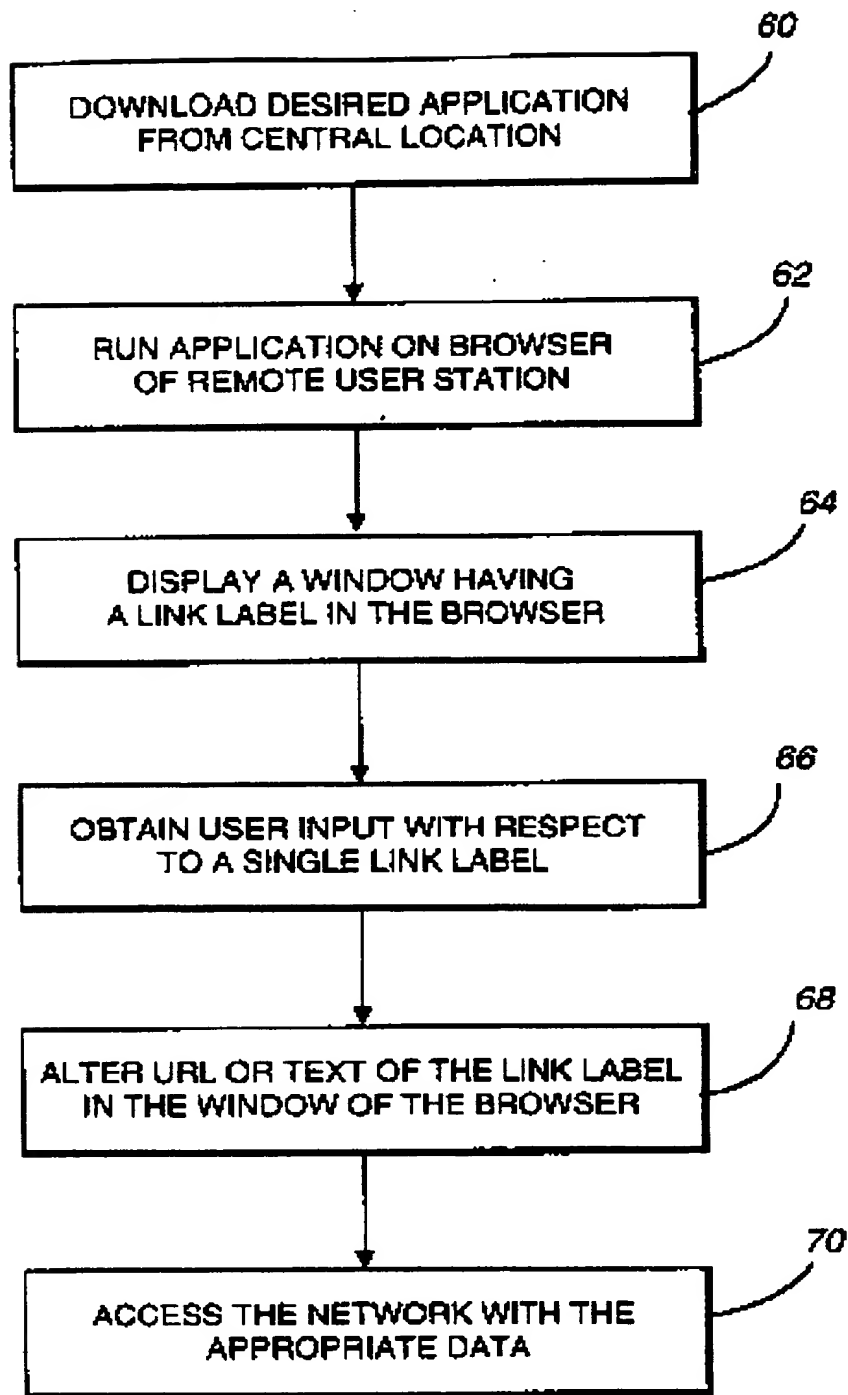 60
DOWNLOAD DESIRED APPLICATION
FROM CENTRAL LOCATION
62
RUN APPLICATION ON BROWSER
OF REMOTE USER STATION
64
DISPLAY A WINDOW HAVING
A LINK LABEL IN THE BROWSER
66
OBTAIN USER INPUT WITH RESPECT
TO A SINGLE LINK LABEL
68
ALTER URL OR TEXT OF THE LINK LABEL
IN THE WINDOW OF THE BROWSER
70
ACCESS THE NETWORK WITH THE
APPROPRIATE DATA